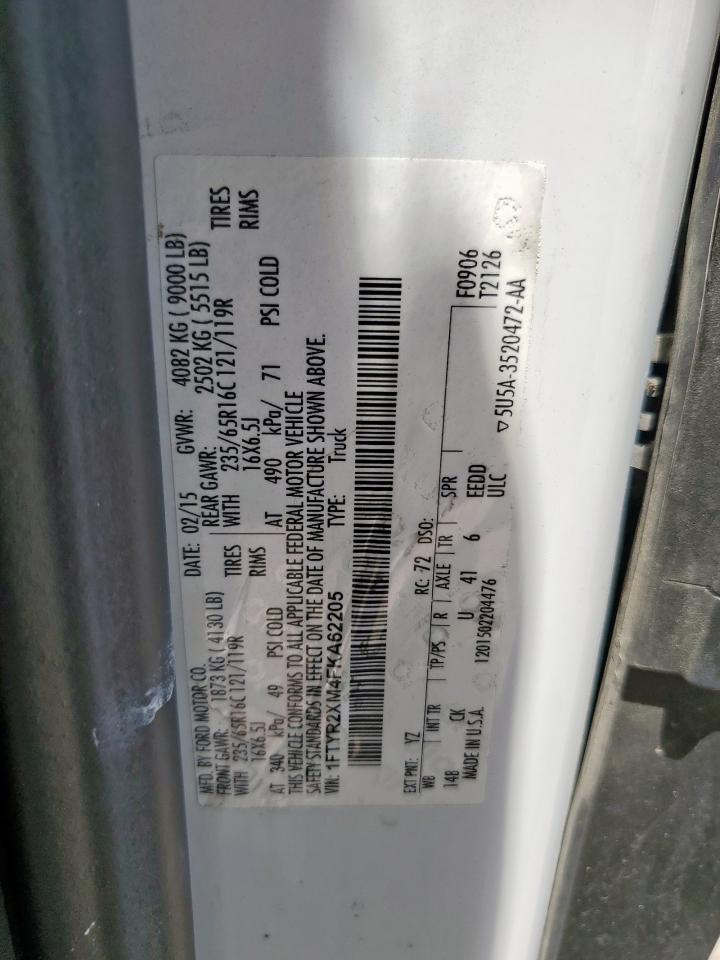 MFD. BY FORD MOTOR CO. DATE: 02/15 GVWR: 4082 KG ( 9000 LB)
FRONT GAWR: 1873 KG ( 4130 LB) REAR GAWR: 2502 KG ( 5515 LB)
WITH 235/65R16C 121/119R TIRES WITH 235/65R16C 121/119R TIRES
16X6.5J RIMS 16X6.5J RIMS
AT 340 kPa/ 49 PSI COLD AT 490 kPa/ 71 PSI COLD
THIS VEHICLE CONFORMS TO ALL APPLICABLE FEDERAL MOTOR VEHICLE
SAFETY STANDARDS IN EFFECT ON THE DATE OF MANUFACTURE SHOWN ABOVE.
VIN: 1FTYR2XM4FKA62205 TYPE: Truck
EXT PNT: YZ RC: 72 DSO: F0906
WB INT TR TP/PS R AXLE TR SPR T2126
148 CK U 41 6 EEDD
MADE IN U.S.A. 1201502204476 ULC ▽5U5A-3520472-AA